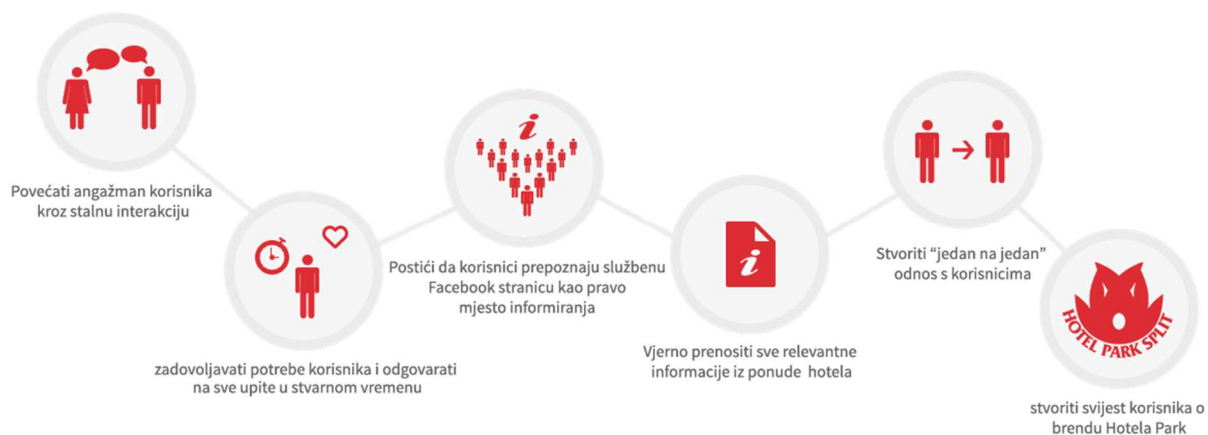 Povećati angažman korisnika
kroz stalnu interakciju
zadovoljavati potrebe korisnika i odgovarati
na sve upite u stvarnom vremenu
i
Postići da korisnici prepoznaju službenu
Facebook stranicu kao pravo
mjesto informiranja
i
Vjerno prenositi sve relevantne
informacije iz ponude hotela
Stvoriti “jedan na jedan”
odnos s korisnicima
HOTEL PARK SPLIT
stvoriti svijest korisnika o
brendu Hotela Park